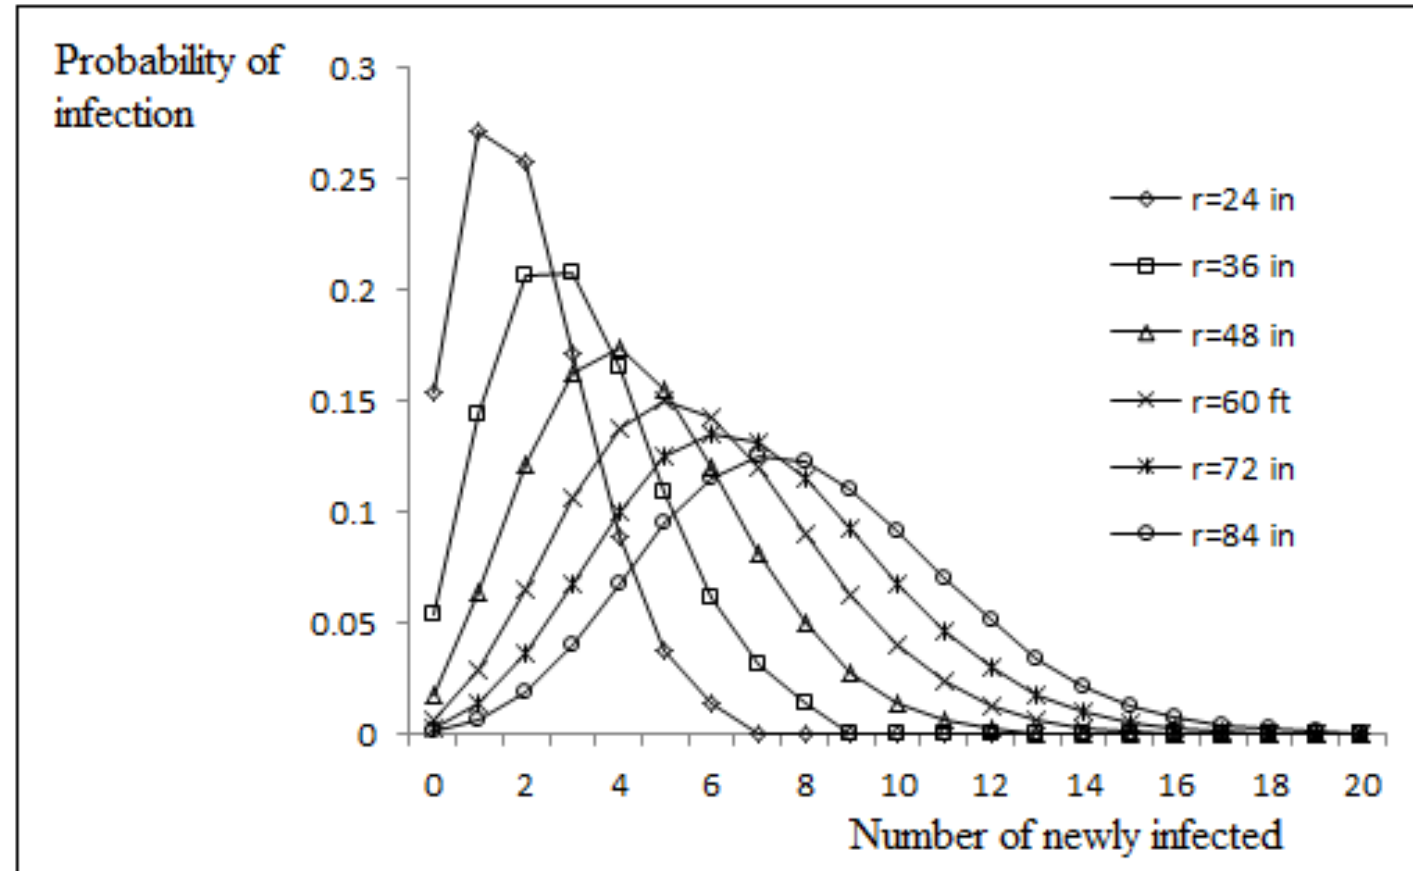 Probability of
infection
0.3
0.25
0.2
0.15
0.1
0.05
0
0 2 4 6 8 10 12 14 16 18 20
Number of newly infected
r=24 in
r=36 in
r=48 in
r=60 ft
r=72 in
r=84 in